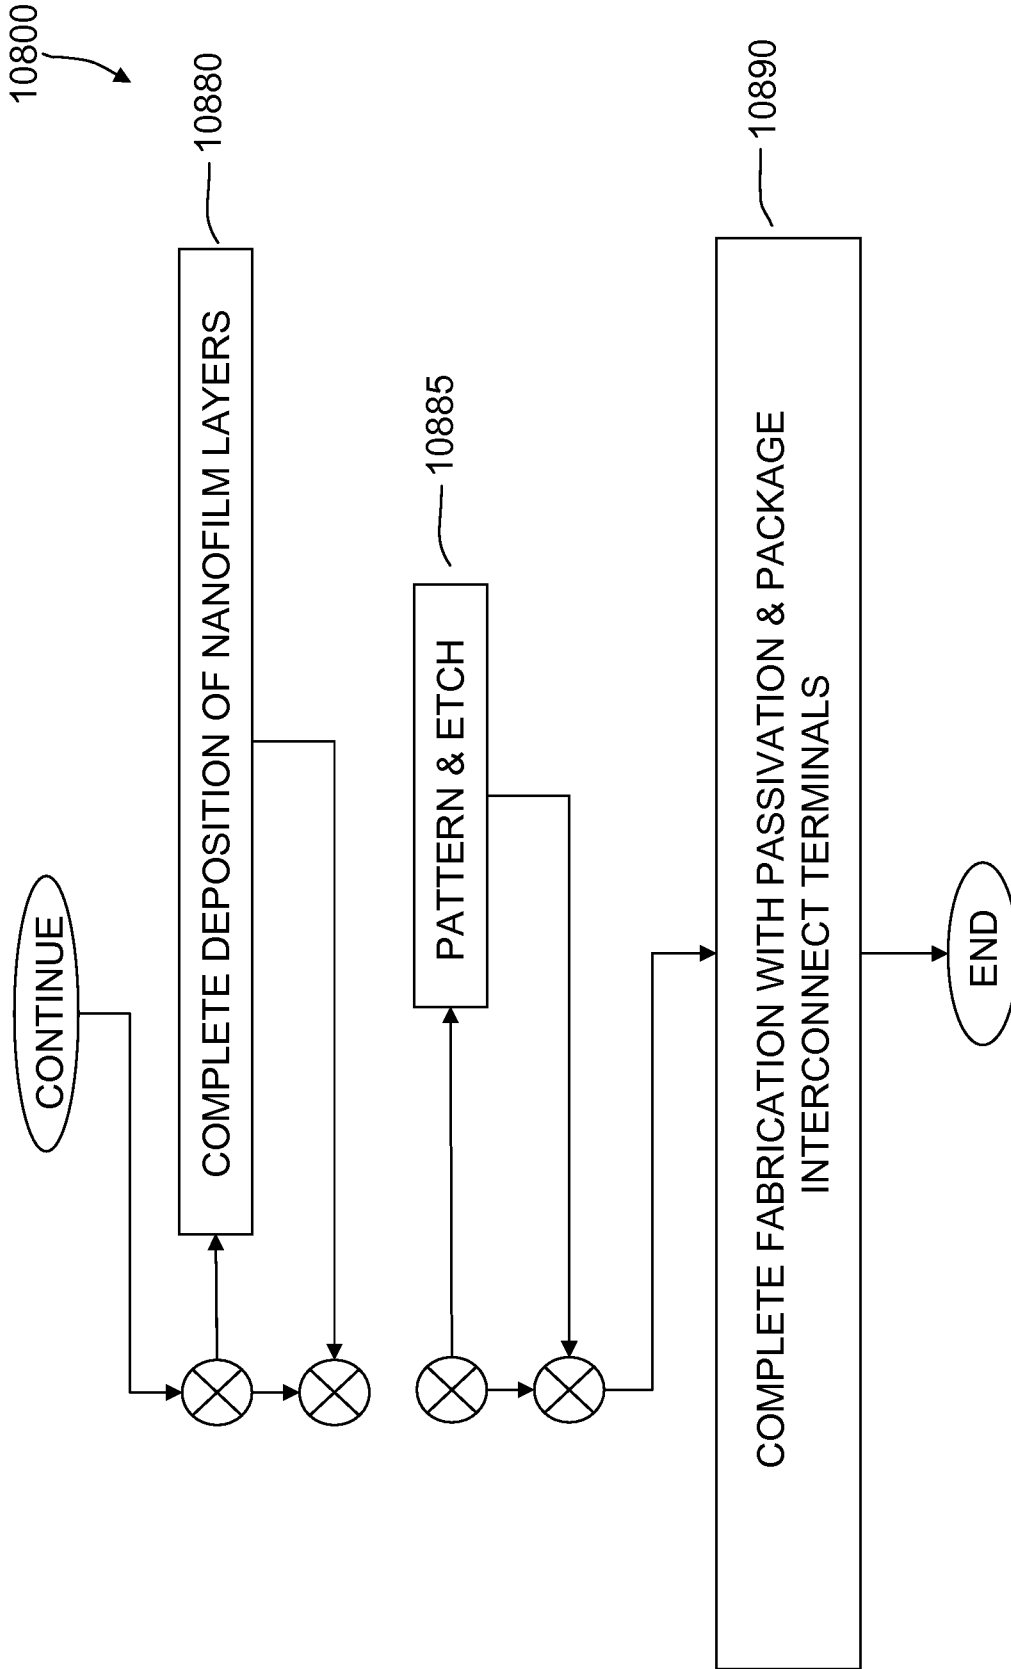 10800
CONTINUE
10880
COMPLETE DEPOSITION OF NANOFILM LAYERS
10885
PATTERN & ETCH
10890
COMPLETE FABRICATION WITH PASSIVATION & PACKAGE
INTERCONNECT TERMINALS
END